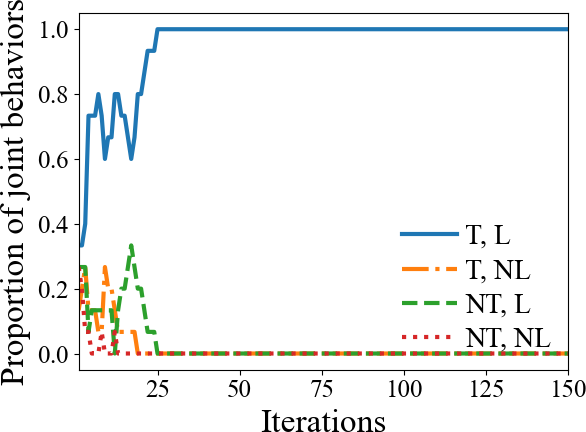 Proportion of joint behaviors
1.0
0.8
0.6
0.4
0.2
0.0
T, L
T, NL
NT, L
NT, NL
25 50 75 100 125 150
Iterations